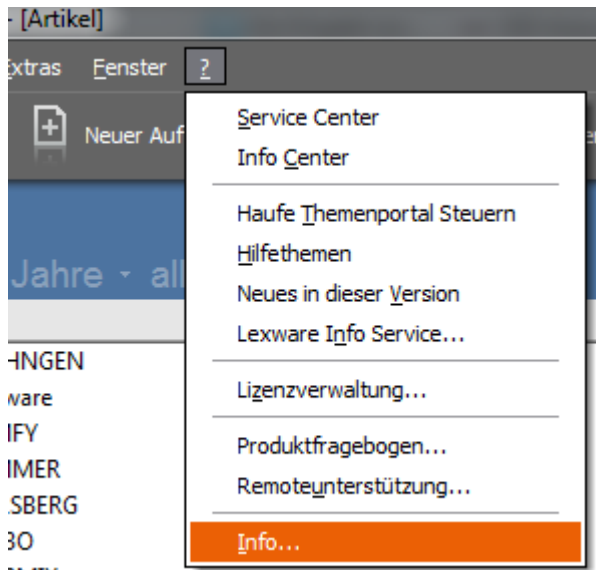 - [Artikel]
Extras Fenster ?
Neuer Auf
Service Center
Info Center
Haufe Themenportal Steuern
Hilfethemen
Jahre all
Neues in dieser Version
Lexware Info Service...
HNGEN
ware
Lizenzverwaltung...
IFY
Produktfragebogen...
IMER
Remoteunterstützung...
SBERG
BO
Info...